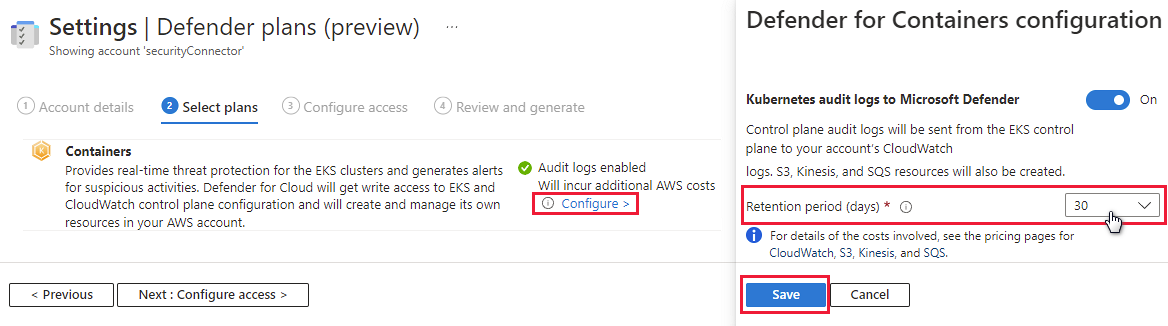 Settings | Defender plans (preview) ...
Showing account 'securityConnector'
1 Account details 2 Select plans 3 Configure access 4 Review and generate
Containers
Provides real-time threat protection for the EKS clusters and generates alerts
for suspicious activities. Defender for Cloud will get write access to EKS and
CloudWatch control plane configuration and will create and manage its own
resources in your AWS account.
Audit logs enabled
Will incur additional AWS costs
Configure >
< Previous
Next : Configure access >
Defender for Containers configuration
Kubernetes audit logs to Microsoft Defender On
Control plane audit logs will be sent from the EKS control
plane to your account's CloudWatch
logs. S3, Kinesis, and SQS resources will also be created.
Retention period (days) * 30
For details of the costs involved, see the pricing pages for
CloudWatch, S3, Kinesis, and SQS.
Save
Cancel